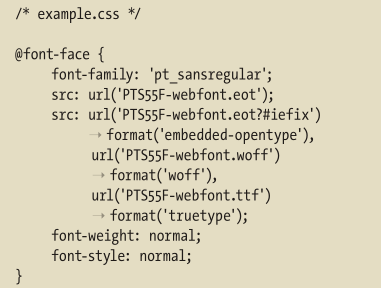 /* example.css */
@font-face {
font-family: 'pt_sansregular';
src: url('PTS55F-webfont.eot');
src: url('PTS55F-webfont.eot?#iefix')
→ format('embedded-opentype'),
url('PTS55F-webfont.woff')
→ format('woff'),
url('PTS55F-webfont.ttf')
→ format('truetype');
font-weight: normal;
font-style: normal;
}